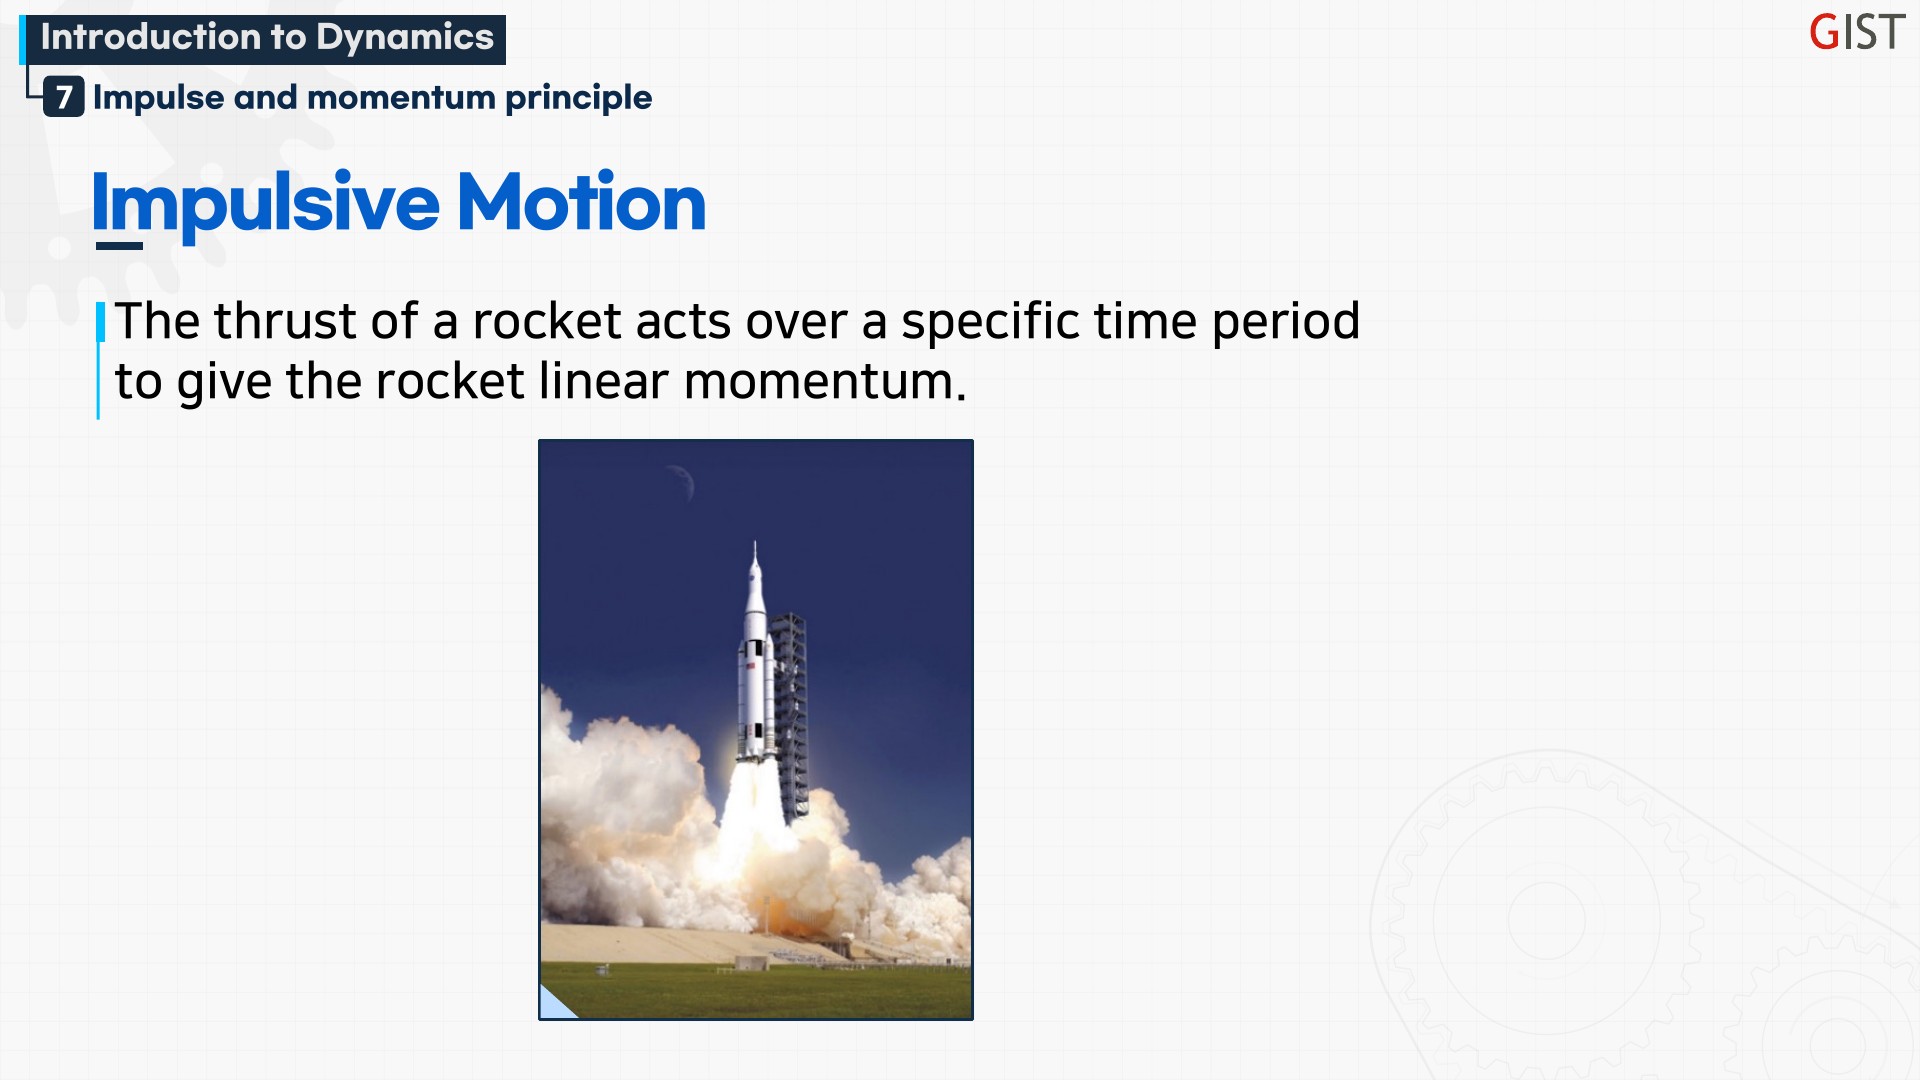 Introduction to Dynamics
GIST
7 Impulse and momentum principle
Impulsive Motion
The thrust of a rocket acts over a specific time period
to give the rocket linear momentum.